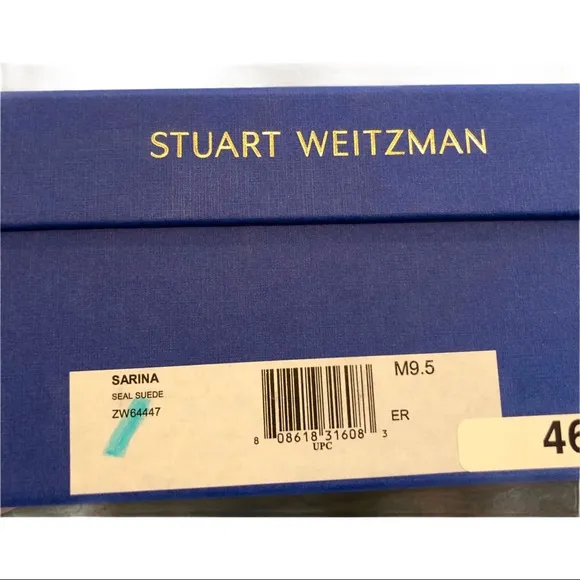 STUART WEITZMAN
SARINA
SEAL SUEDE
ZW64447
M9.5
ER
8 08618 31608 3
UPC
46